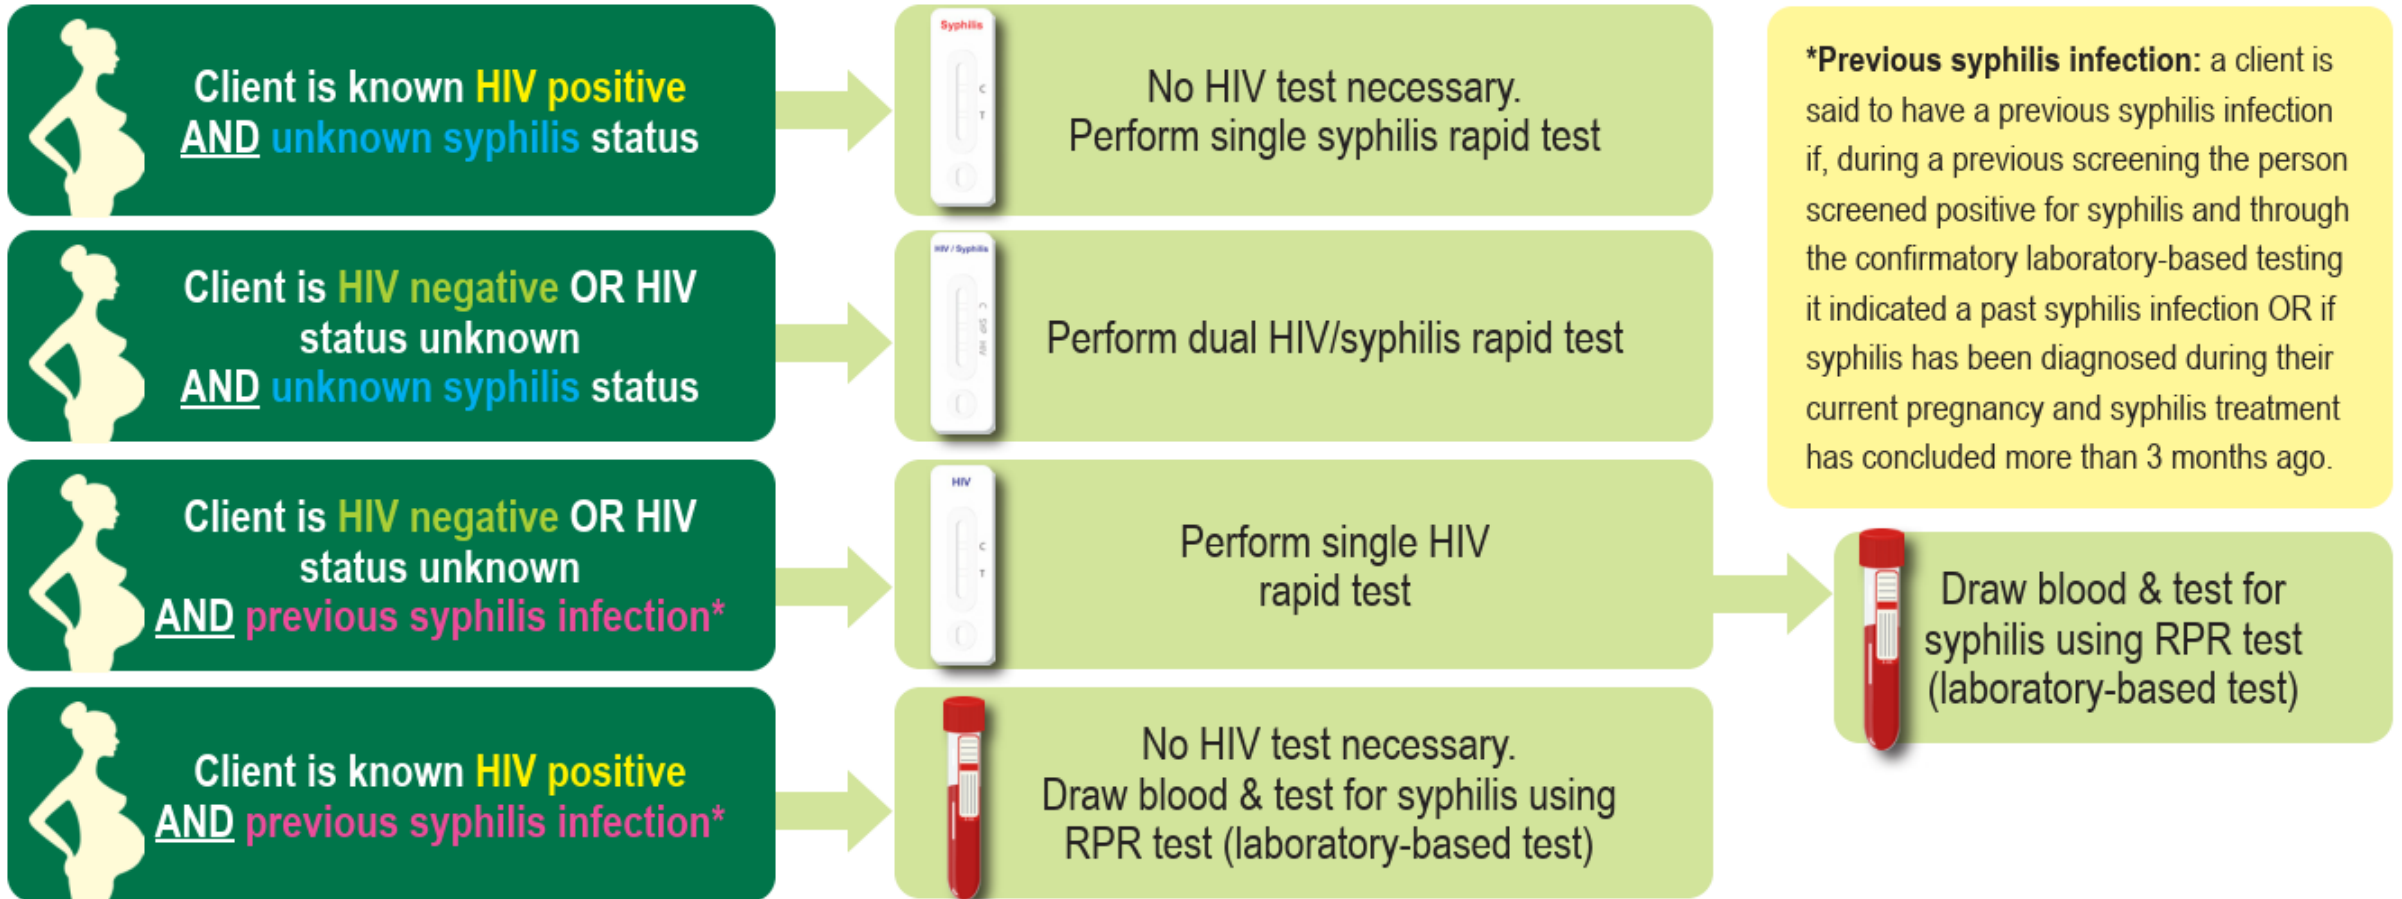 Client is known HIV positive
AND unknown syphilis status
Syphilis
C
T
No HIV test necessary.
Perform single syphilis rapid test
Client is HIV negative OR HIV
status unknown
AND unknown syphilis status
HIV / Syphilis
C SYP HIV
Perform dual HIV/syphilis rapid test
Client is HIV negative OR HIV
status unknown
AND previous syphilis infection*
HIV
C
T
Perform single HIV
rapid test
Draw blood & test for
syphilis using RPR test
(laboratory-based test)
Client is known HIV positive
AND previous syphilis infection*
No HIV test necessary.
Draw blood & test for syphilis using
RPR test (laboratory-based test)
*Previous syphilis infection: a client is
said to have a previous syphilis infection
if, during a previous screening the person
screened positive for syphilis and through
the confirmatory laboratory-based testing
it indicated a past syphilis infection OR if
syphilis has been diagnosed during their
current pregnancy and syphilis treatment
has concluded more than 3 months ago.